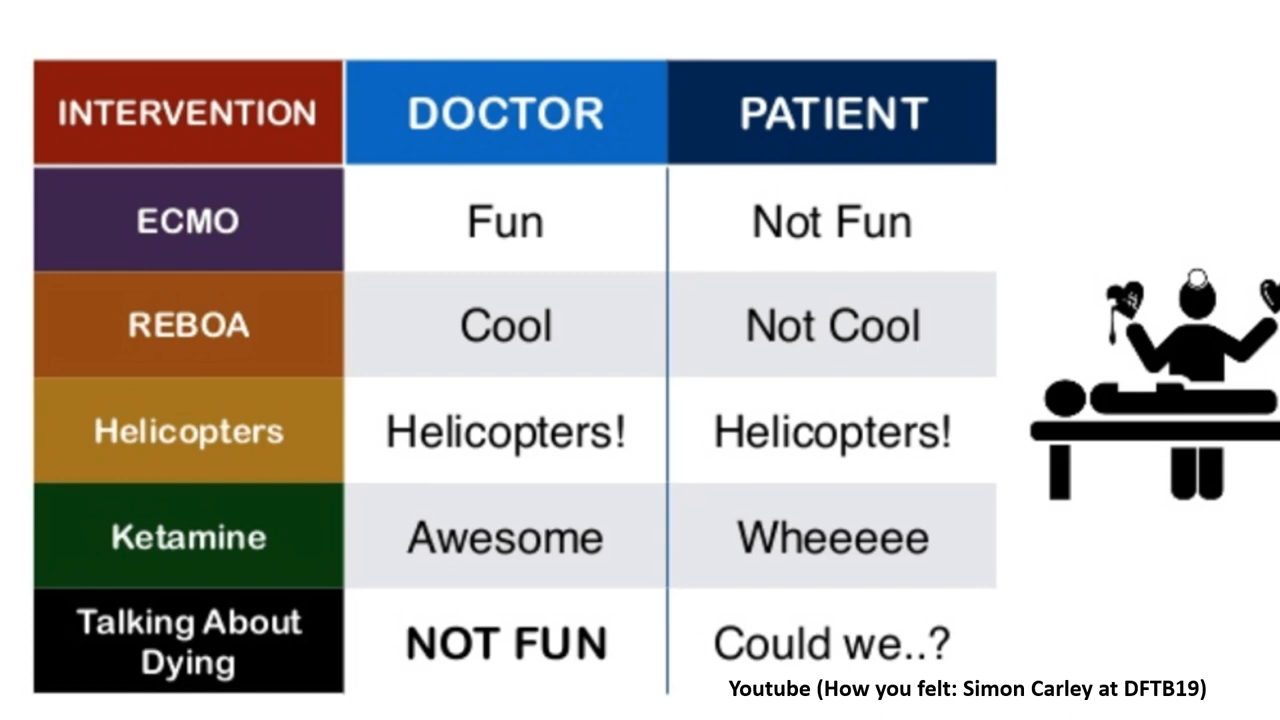 INTERVENTION DOCTOR PATIENT
ECMO Fun Not Fun
REBOA Cool Not Cool
Helicopters Helicopters! Helicopters!
Ketamine Awesome Wheeeee
Talking About
Dying NOT FUN Could we..?
Youtube (How you felt: Simon Carley at DFTB19)